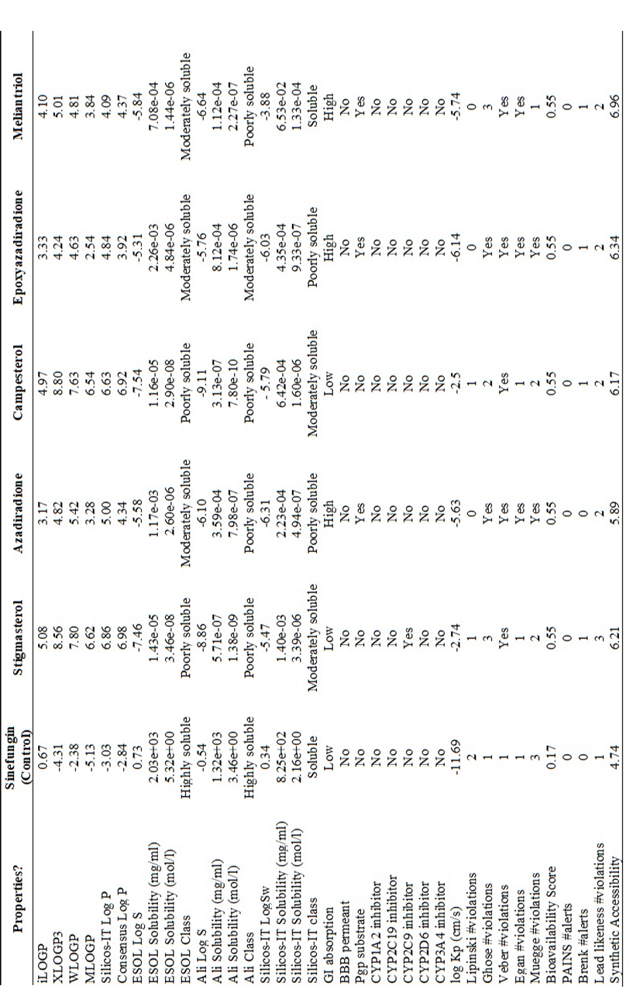 Properties? Sinefungin (Control) Stigmasterol Azadiradione Campesterol Epoxyazadiradione Meliantriol
iLOGP 0.67 5.08 3.17 4.97 3.33 4.10
XLOGP3 -4.31 8.56 4.82 8.80 4.24 5.01
WLOGP -2.38 7.80 5.42 7.63 4.63 4.81
MLOGP -5.13 6.62 3.28 6.54 2.54 3.84
Silicos-IT Log P -3.03 6.86 5.00 6.63 4.84 4.09
Consensus Log P -2.84 6.98 4.34 6.92 3.92 4.37
ESOL Log S 0.73 -7.46 -5.58 -7.54 -5.31 -5.84
ESOL Solubility (mg/ml) 2.03e+03 1.43e-05 1.17e-03 1.16e-05 2.26e-03 7.08e-04
ESOL Solubility (mol/l) 5.32e+00 3.46e-08 2.60e-06 2.90e-08 4.84e-06 1.44e-06
ESOL Class Highly soluble Poorly soluble Moderately soluble Poorly soluble Moderately soluble Moderately soluble
Ali Log S -0.54 -8.86 -6.10 -9.11 -5.76 -6.64
Ali Solubility (mg/ml) 1.32e+03 5.71e-07 3.59e-04 3.13e-07 8.12e-04 1.12e-04
Ali Solubility (mol/l) 3.46e+00 1.38e-09 7.98e-07 7.80e-10 1.74e-06 2.27e-07
Ali Class Highly soluble Poorly soluble Poorly soluble Poorly soluble Moderately soluble Poorly soluble
Silicos-IT LogSw 0.34 -5.47 -6.31 - 5.79 -6.03 -3.88
Silicos-IT Solubility (mg/ml) 8.25e+02 1.40e-03 2.23e-04 6.42e-04 4.35e-04 6.53e-02
Silicos-IT Solubility (mol/l) 2.16e+00 3.39e-06 4.94e-07 1.60e-06 9.33e-07 1.33e-04
Silicos-IT class Soluble Moderately soluble Poorly soluble Moderately soluble Poorly soluble Soluble
GI absorption Low Low High Low High High
BBB permeant No No No No No No
Pgp substrate No No Yes No Yes Yes
CYP1A2 inhibitor No No No No No No
CYP2C19 inhibitor No No No No No No
CYP2C9 inhibitor No Yes No No No No
CYP2D6 inhibitor No No No No No No
CYP3A4 inhibitor No No No No No No
log Kp (cm/s) -11.69 -2.74 -5.63 -2.5 -6.14 -5.74
Lipinski #violations 2 1 0 1 0 0
Ghose #violations 1 3 Yes 2 Yes 3
Veber #violations 1 Yes Yes Yes Yes Yes
Egan #violations 1 1 Yes 1 Yes Yes
Muegge #violations 3 2 Yes 2 Yes 1
Bioavailability Score 0.17 0.55 0.55 0.55 0.55 0.55
PAINS #alerts 0 0 0 0 0 0
Brenk #alerts 0 1 0 1 1 1
Lead likeness #violations 1 3 2 2 2 2
Synthetic Accessibility 4.74 6.21 5.89 6.17 6.34 6.96